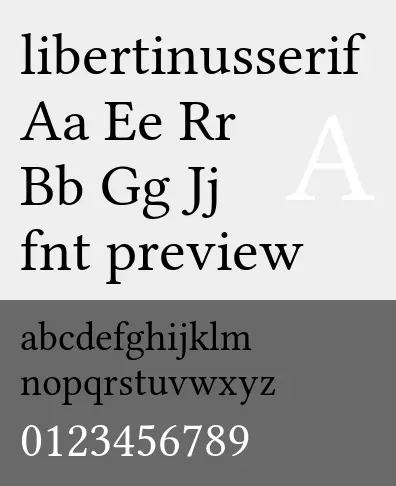 libertinusserif
Aa Ee Rr
A
Bb Gg Jj
fnt preview
abcdefghijklm
nopqrstuvwxyz
0123456789